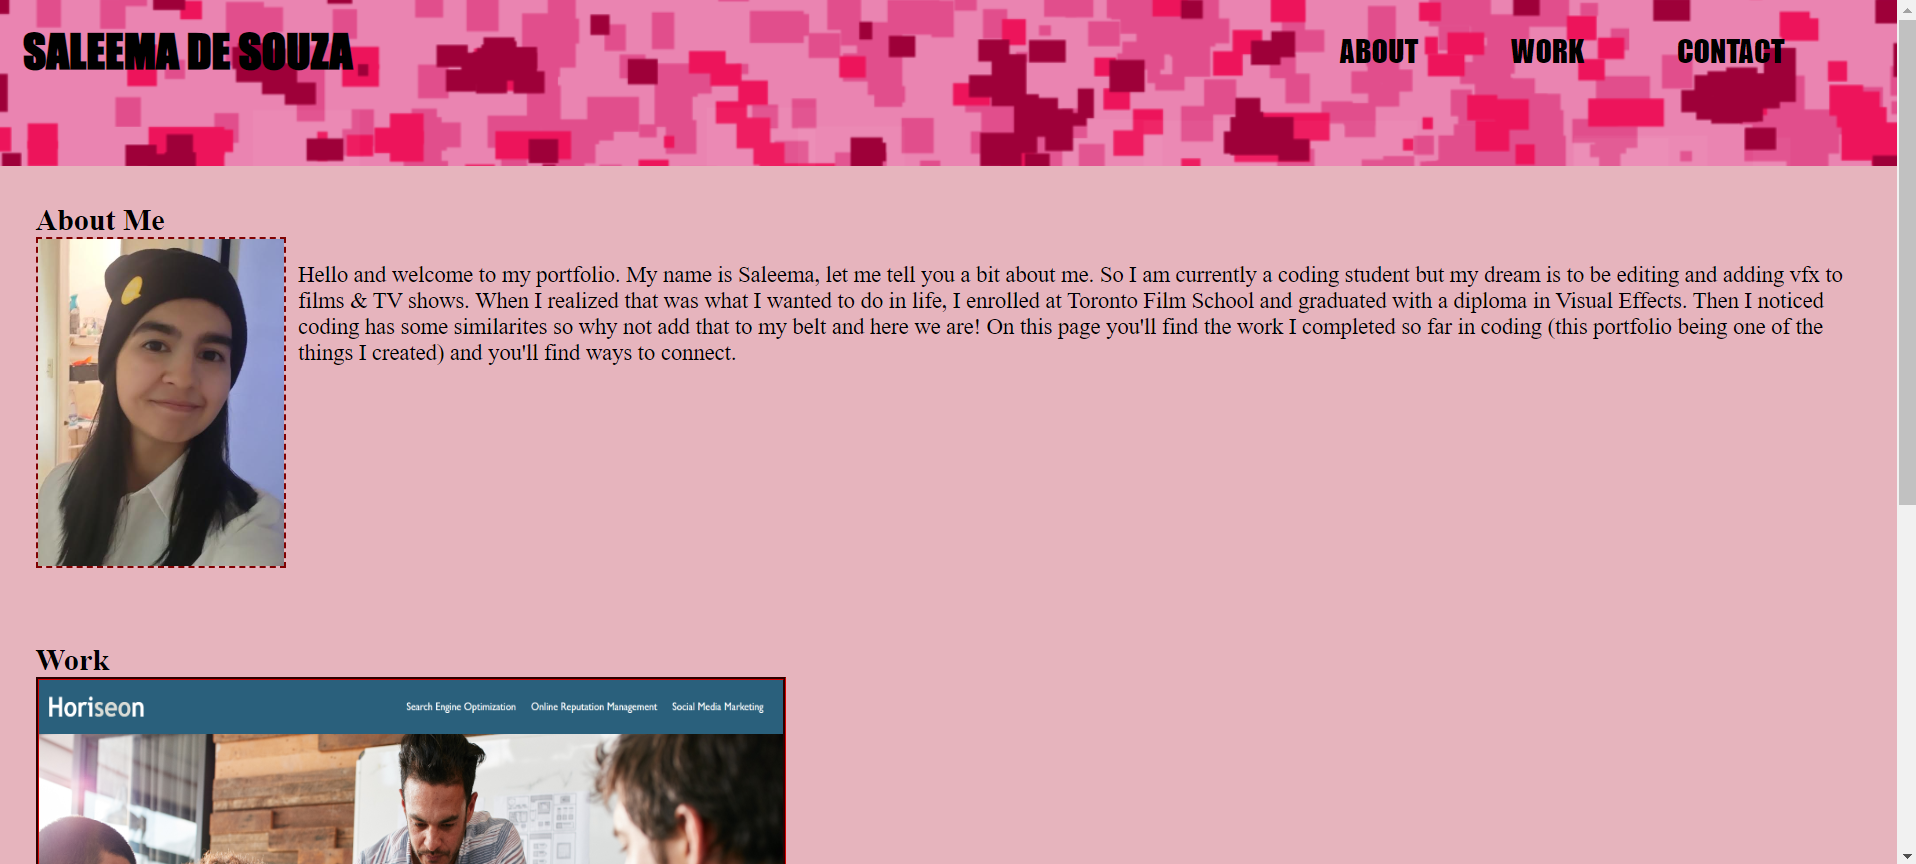 SALEEMA DE SOUZA
ABOUT WORK CONTACT
About Me
Hello and welcome to my portfolio. My name is Saleema, let me tell you a bit about me. So I am currently a coding student but my dream is to be editing and adding vfx to
films & TV shows. When I realized that was what I wanted to do in life, I enrolled at Toronto Film School and graduated with a diploma in Visual Effects. Then I noticed
coding has some similarites so why not add that to my belt and here we are! On this page you'll find the work I completed so far in coding (this portfolio being one of the
things I created) and you'll find ways to connect.
Work
Horiseon
Search Engine Optimization Online Reputation Management Social Media Marketing